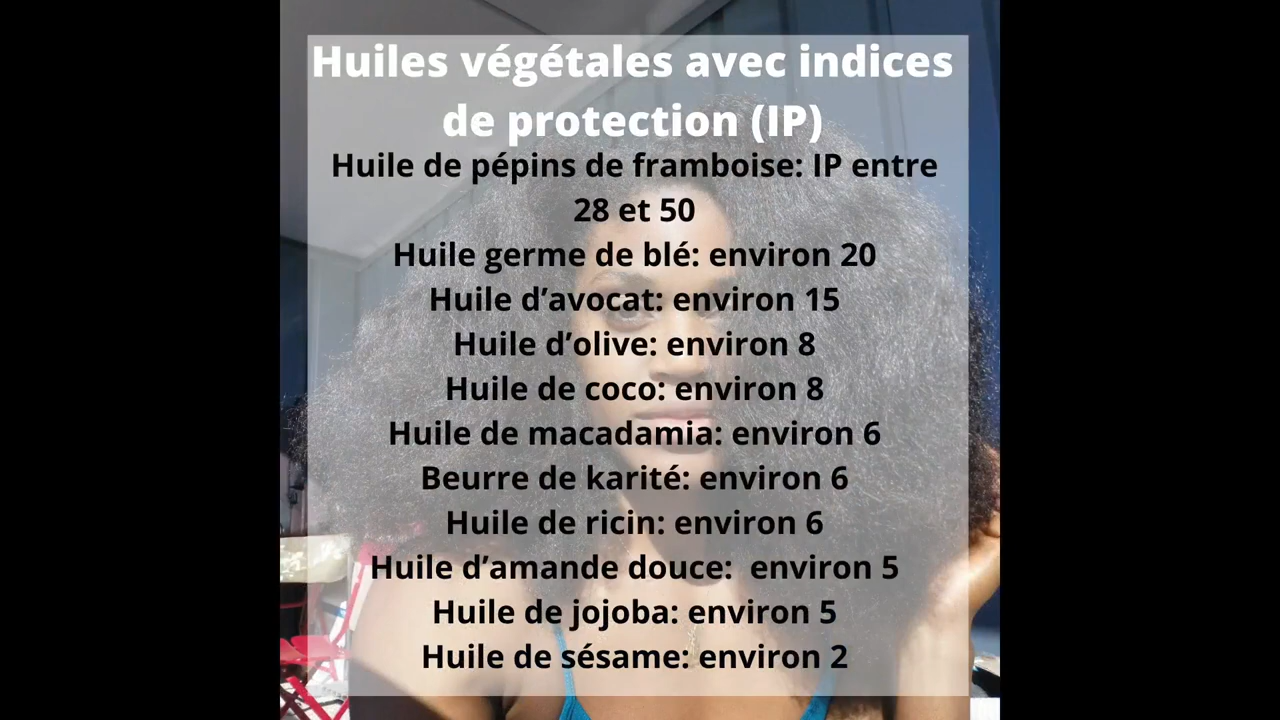 Huiles végétales avec indices
de protection (IP)
Huile de pépins de framboise: IP entre
28 et 50
Huile germe de blé: environ 20
Huile d’avocat: environ 15
Huile d’olive: environ 8
Huile de coco: environ 8
Huile de macadamia: environ 6
Beurre de karité: environ 6
Huile de ricin: environ 6
Huile d’amande douce:  environ 5
Huile de jojoba: environ 5
Huile de sésame: environ 2